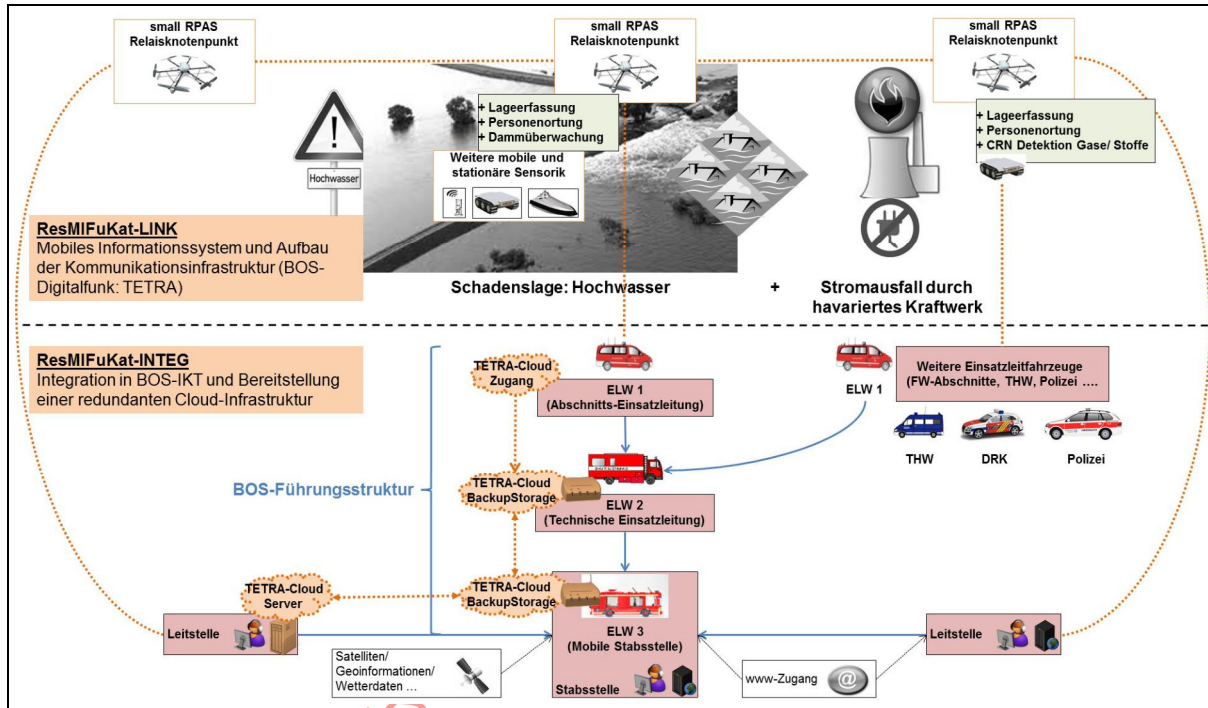 small RPAS
Relaisknotenpunkt
small RPAS
Relaisknotenpunkt
small RPAS
Relaisknotenpunkt
Hochwasser
+ Lageerfassung
+ Personenortung
+ Dammüberwachung
Weitere mobile und
stationäre Sensorik
+ Lageerfassung
+ Personenortung
+ CRN Detektion Gase/ Stoffe
ResMIFuKat-LINK
Mobiles Informationssystem und Aufbau
der Kommunikationsinfrastruktur (BOS-
Digitalfunk: TETRA)
Schadenslage: Hochwasser
+
Stromausfall durch
havariertes Kraftwerk
ResMIFuKat-INTEG
Integration in BOS-IKT und Bereitstellung
einer redundanten Cloud-Infrastruktur
TETRA-Cloud
Zugang
ELW 1
(Abschnitts-Einsatzleitung)
ELW 1
Weitere Einsatzleitfahrzeuge
(FW-Abschnitte, THW, Polizei ....
THW
DRK
Polizei
BOS-Führungsstruktur
TETRA-Cloud
BackupStorage
ELW 2
(Technische Einsatzleitung)
TETRA-Cloud
BackupStorage
TETRA-Cloud
Server
Leitstelle
ELW 3
(Mobile Stabsstelle)
Stabsstelle
Leitstelle
Satelliten/
Geoinformationen/
Wetterdaten ...
www-Zugang
@